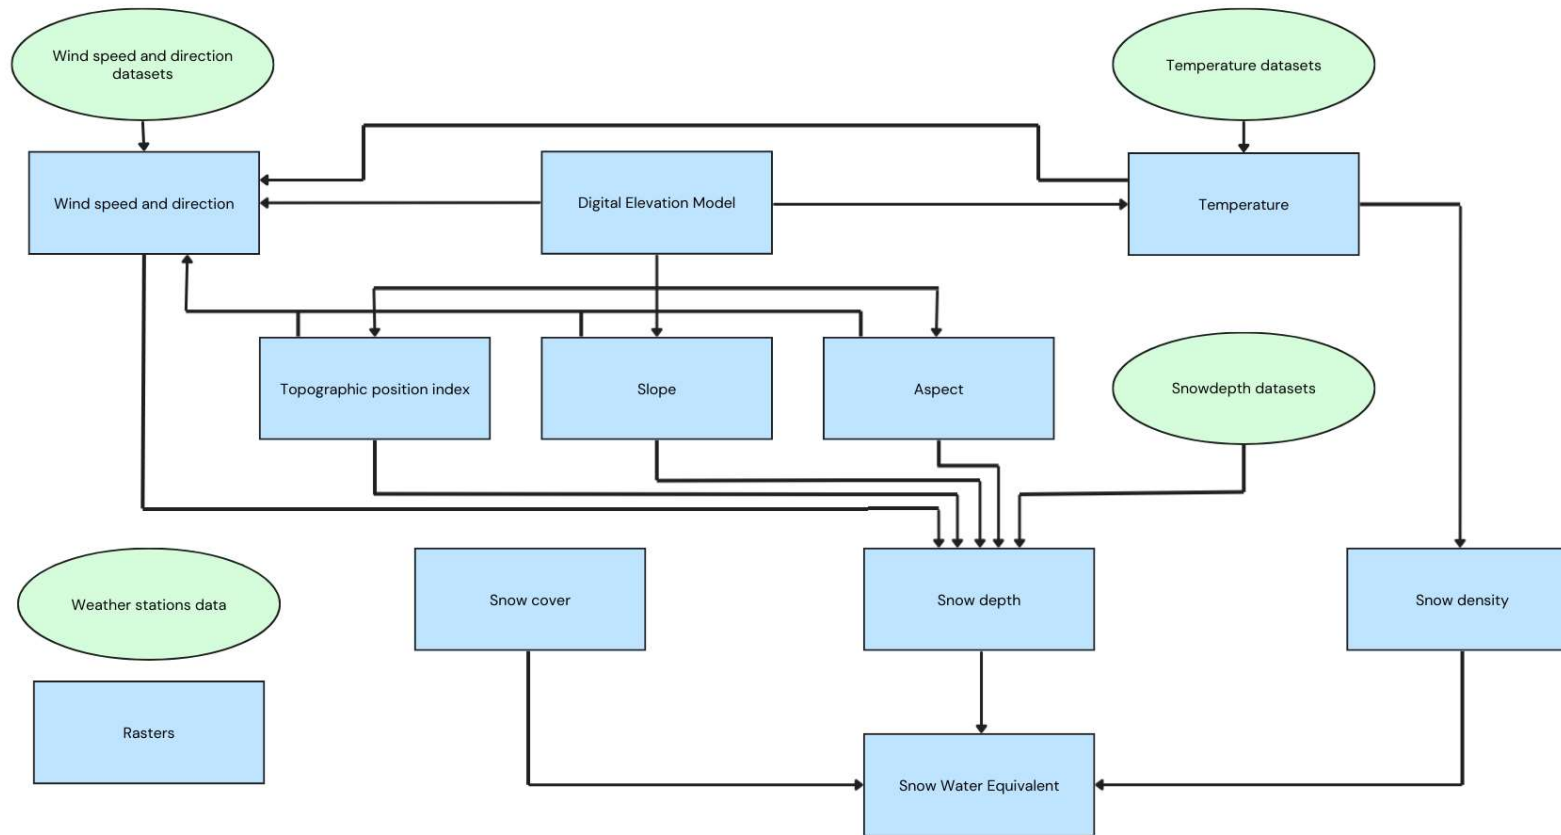 Wind speed and direction
datasets
Temperature datasets
Wind speed and direction
Digital Elevation Model
Temperature
Topographic position index
Slope
Aspect
Snowdepth datasets
Weather stations data
Snow cover
Snow depth
Snow density
Rasters
Snow Water Equivalent